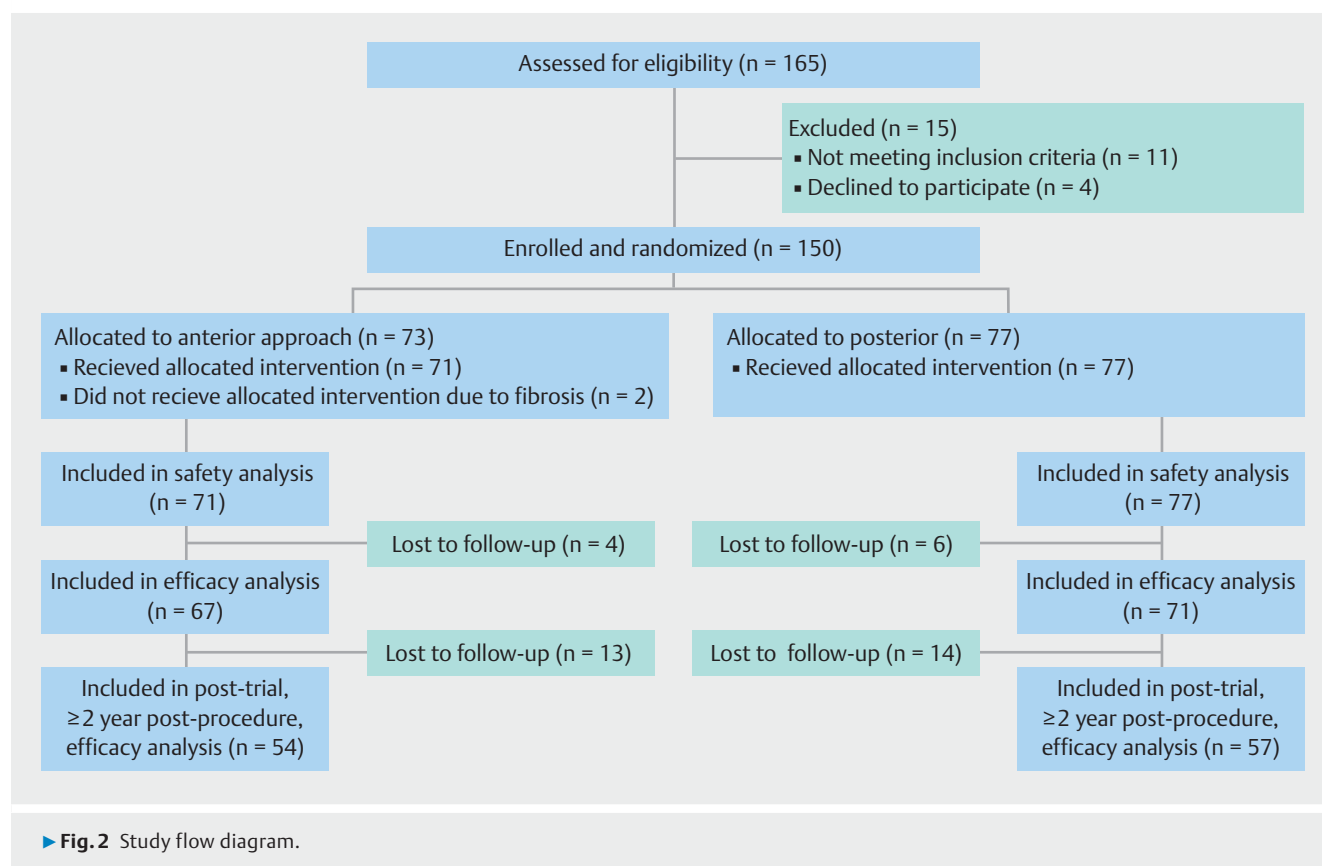 Assessed for eligibility (n = 165)
Excluded (n = 15)
▪ Not meeting inclusion criteria (n = 11)
▪ Declined to participate (n = 4)
Enrolled and randomized (n = 150)
Allocated to anterior approach (n = 73)
▪ Recieved allocated intervention (n = 71)
▪ Did not recieve allocated intervention due to fibrosis (n = 2)
Allocated to posterior (n = 77)
▪ Recieved allocated intervention (n = 77)
Included in safety analysis
(n = 71)
Included in safety analysis
(n = 77)
Lost to follow-up (n = 4)
Lost to follow-up (n = 6)
Included in efficacy analysis
(n = 67)
Included in efficacy analysis
(n = 71)
Lost to follow-up (n = 13)
Lost to follow-up (n = 14)
Included in post-trial,
≥2 year post-procedure,
efficacy analysis (n = 54)
Included in post-trial,
≥2 year post-procedure,
efficacy analysis (n = 57)
▶Fig.2 Study flow diagram.